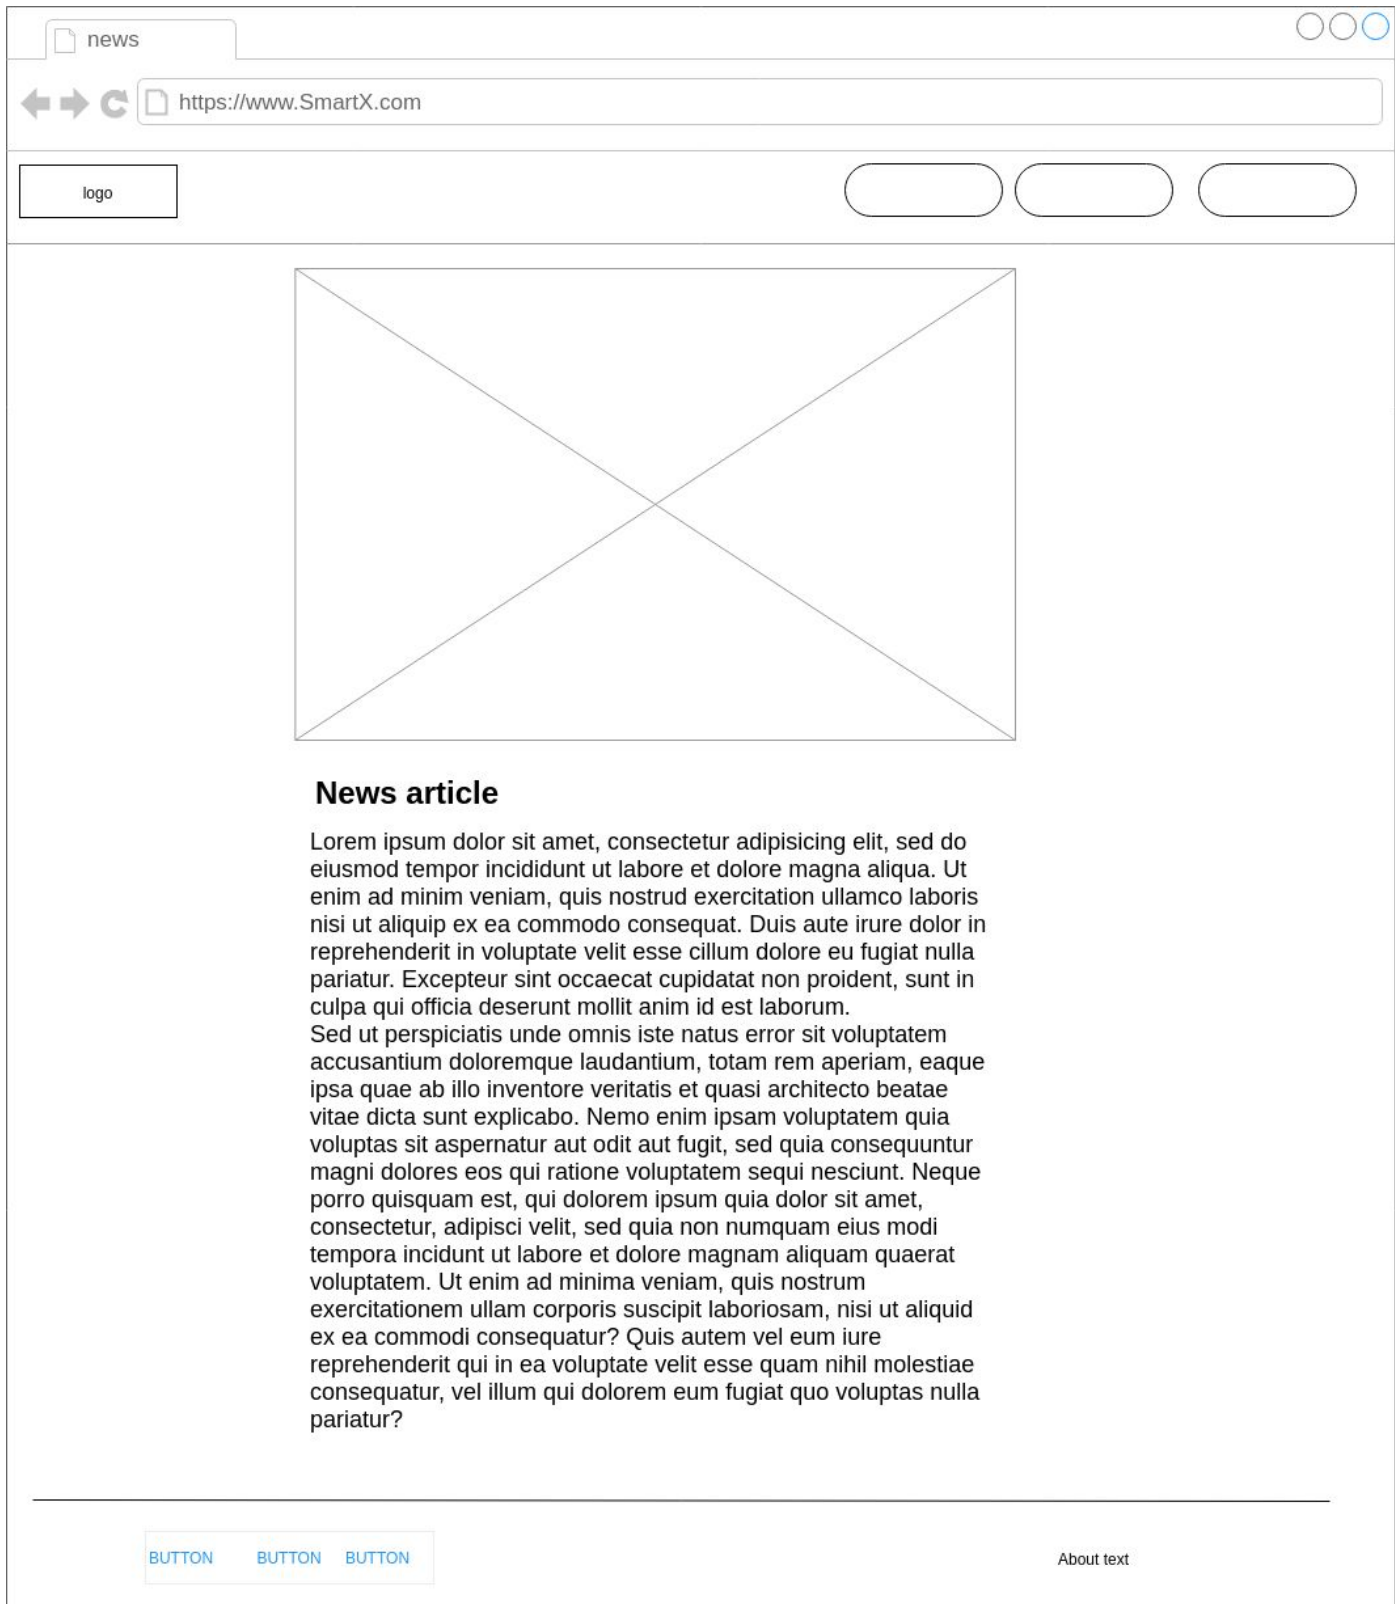 news
https://www.SmartX.com
logo
News article
Lorem ipsum dolor sit amet, consectetur adipisicing elit, sed do
eiusmod tempor incididunt ut labore et dolore magna aliqua. Ut
enim ad minim veniam, quis nostrud exercitation ullamco laboris
nisi ut aliquip ex ea commodo consequat. Duis aute irure dolor in
reprehenderit in voluptate velit esse cillum dolore eu fugiat nulla
pariatur. Excepteur sint occaecat cupidatat non proident, sunt in
culpa qui officia deserunt mollit anim id est laborum.
Sed ut perspiciatis unde omnis iste natus error sit voluptatem
accusantium doloremque laudantium, totam rem aperiam, eaque
ipsa quae ab illo inventore veritatis et quasi architecto beatae
vitae dicta sunt explicabo. Nemo enim ipsam voluptatem quia
voluptas sit aspernatur aut odit aut fugit, sed quia consequuntur
magni dolores eos qui ratione voluptatem sequi nesciunt. Neque
porro quisquam est, qui dolorem ipsum quia dolor sit amet,
consectetur, adipisci velit, sed quia non numquam eius modi
tempora incidunt ut labore et dolore magnam aliquam quaerat
voluptatem. Ut enim ad minima veniam, quis nostrum
exercitationem ullam corporis suscipit laboriosam, nisi ut aliquid
ex ea commodi consequatur? Quis autem vel eum iure
reprehenderit qui in ea voluptate velit esse quam nihil molestiae
consequatur, vel illum qui dolorem eum fugiat quo voluptas nulla
pariatur?
BUTTON BUTTON BUTTON
About text